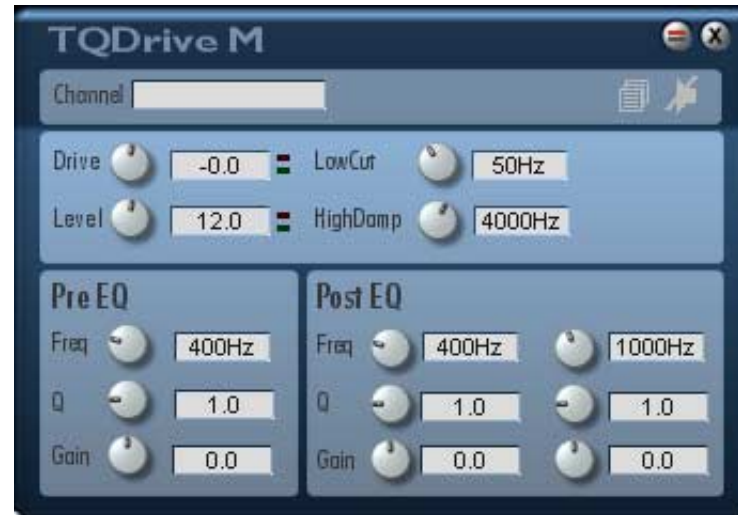 TQDrive M
Channel
Drive -0.0 LowCut 50Hz
Level 12.0 HighDamp 4000Hz
Pre EQ
Freq 400Hz
Q 1.0
Gain 0.0
Post EQ
Freq 400Hz 1000Hz
Q 1.0 1.0
Gain 0.0 0.0